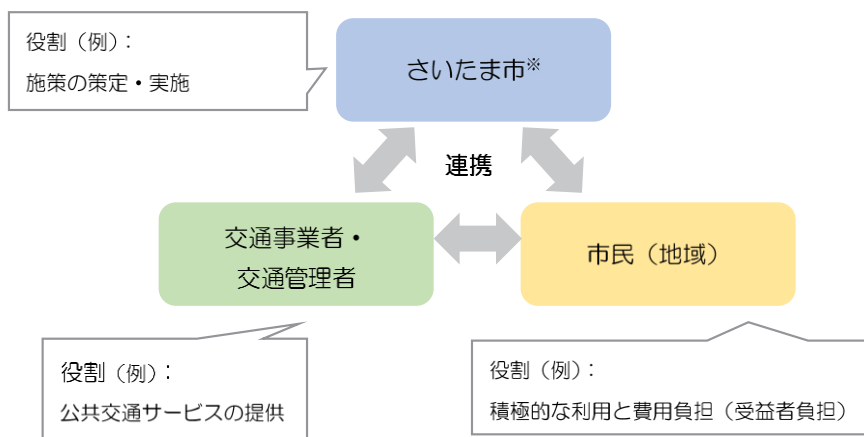 役割（例）：
施策の策定・実施
さいたま市※
連携
交通事業者・
交通管理者
市民（地域）
役割（例）：
公共交通サービスの提供
役割（例）：
積極的な利用と費用負担（受益者負担）